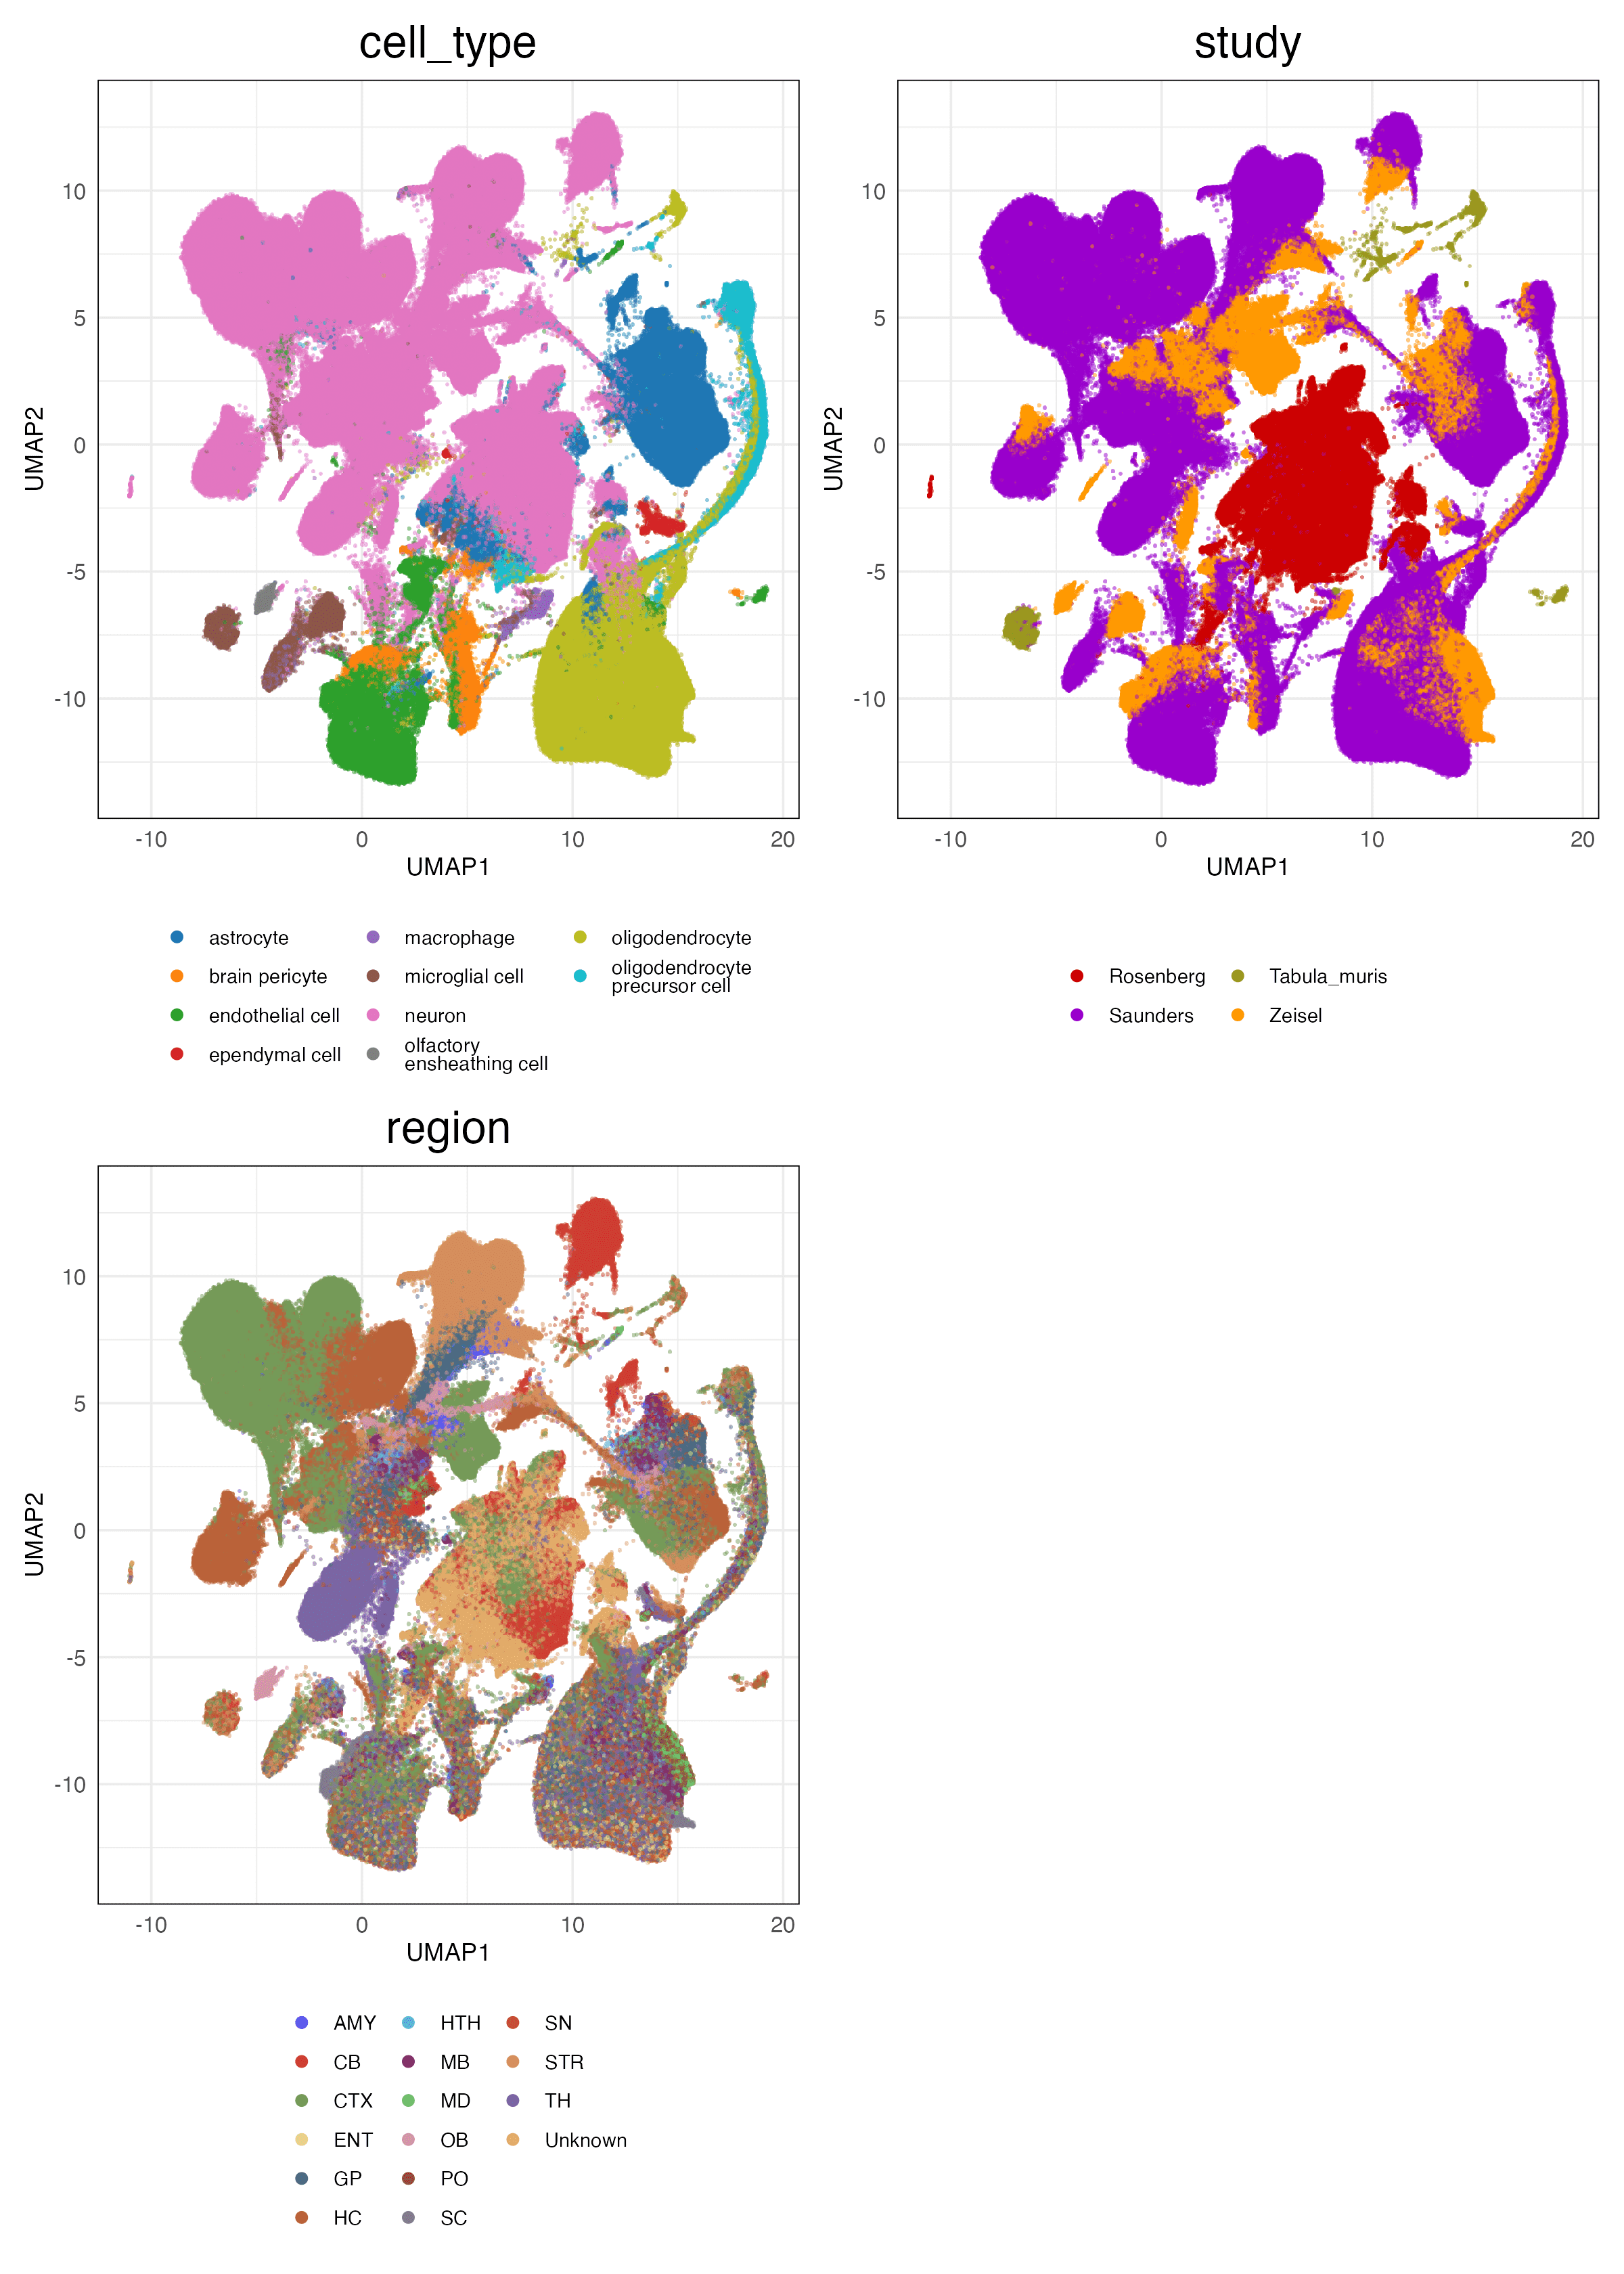 cell_type
study
UMAP2
10
5
0
-5
-10
-10
0
10
20
UMAP1
UMAP2
10
5
0
-5
-10
-10
0
10
20
UMAP1
astrocyte
brain pericyte
endothelial cell
ependymal cell
macrophage
microglial cell
neuron
olfactory
ensheathing cell
oligodendrocyte
oligodendrocyte
precursor cell
Rosenberg
Saunders
Tabula_muris
Zeisel
region
UMAP2
10
5
0
-5
-10
-10
0
10
20
UMAP1
AMY
CB
CTX
ENT
GP
HC
HTH
MB
MD
OB
PO
SC
SN
STR
TH
Unknown